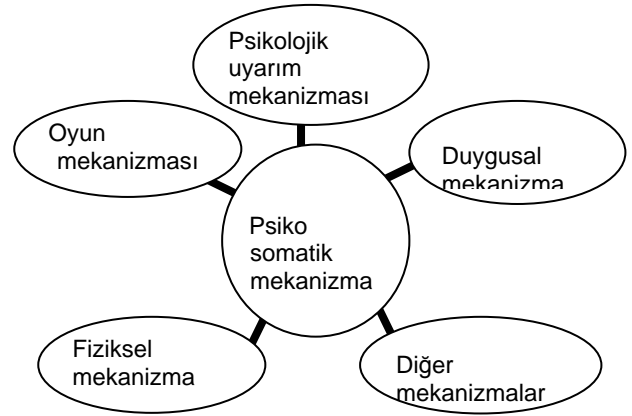 Psikolojik
uyarım
mekanizması
Oyun
mekanizması
Duygusal
mekanizma
Psiko
somatik
mekanizma
Fiziksel
mekanizma
Diğer
mekanizmalar